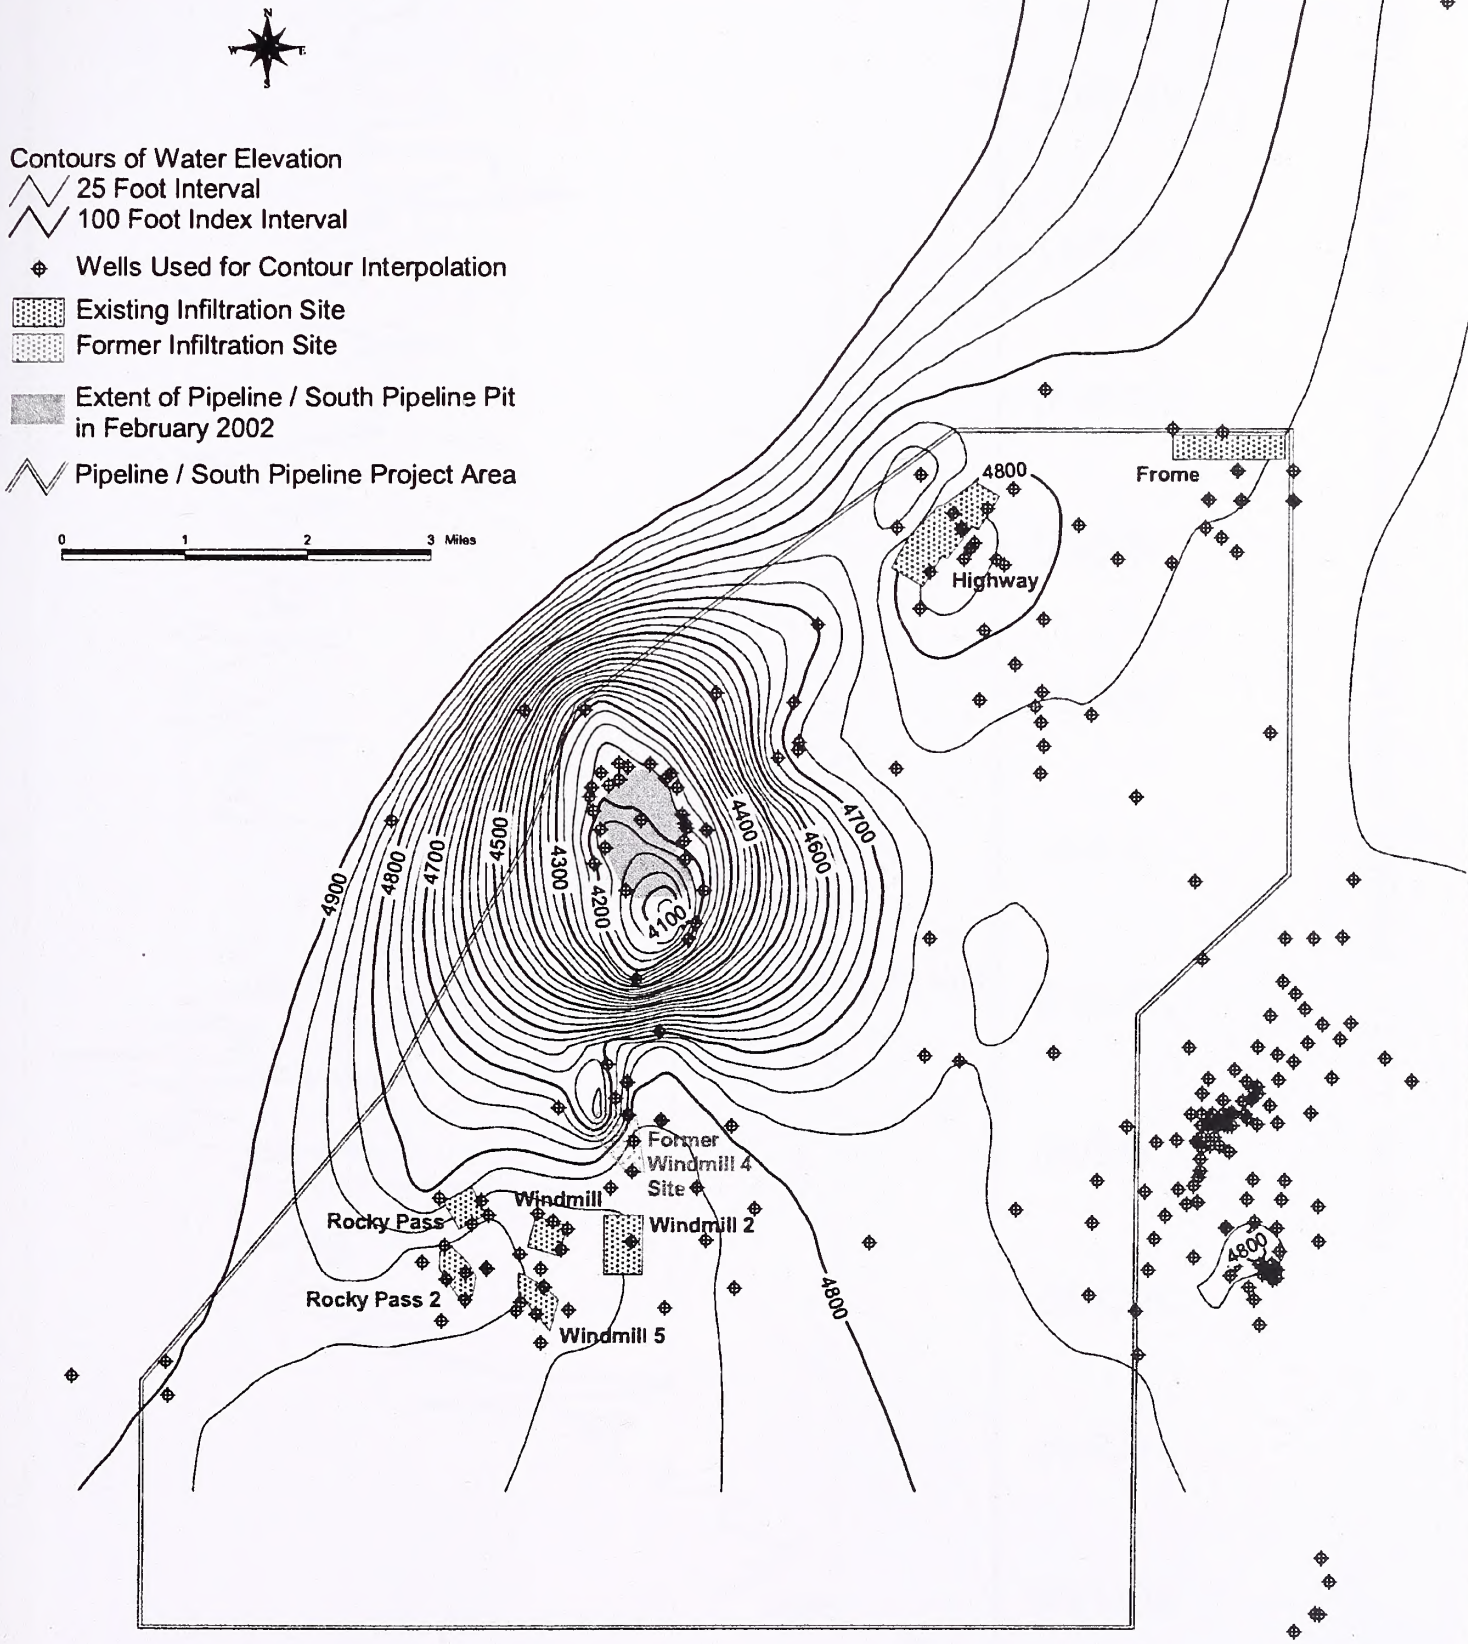 N
W
E
S
Contours of Water Elevation
25 Foot Interval
100 Foot Index Interval
Wells Used for Contour Interpolation
Existing Infiltration Site
Former Infiltration Site
Extent of Pipeline / South Pipeline Pit
in February 2002
Pipeline / South Pipeline Project Area
0 1 2 3 Miles
4800
Frome
Highway
4900
4800
4700
4500
4300
4200
4100
4400
4600
4700
Former
Windmill 4
Site
Windmill
Rocky Pass
Windmill 2
4800
Rocky Pass 2
4800
Windmill 5